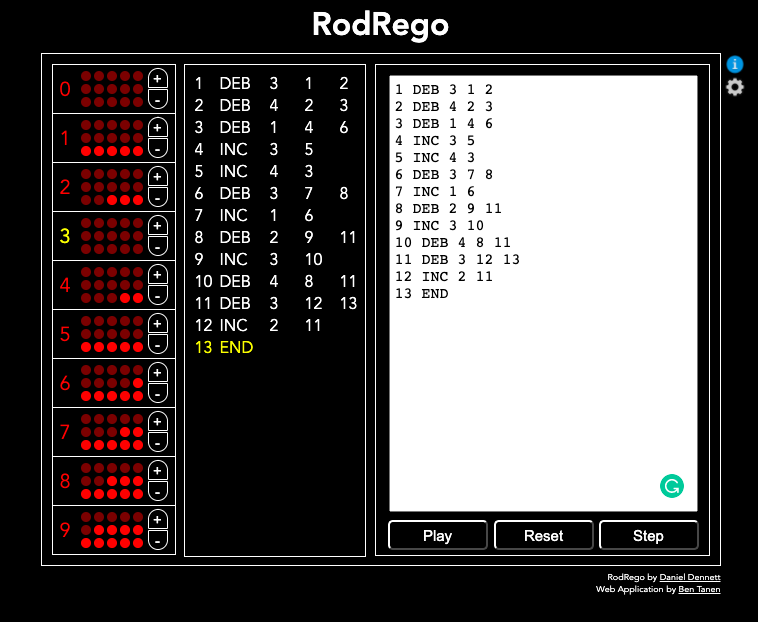 RodRego
0 + -
1 + -
2 + -
3 + -
4 + -
5 + -
6 + -
7 + -
8 + -
9 + -
1 DEB 3 1 2
2 DEB 4 2 3
3 DEB 1 4 6
4 INC 3 5
5 INC 4 3
6 DEB 3 7 8
7 INC 1 6
8 DEB 2 9 11
9 INC 3 10
10 DEB 4 8 11
11 DEB 3 12 13
12 INC 2 11
13 END
1 DEB 3 1 2
2 DEB 4 2 3
3 DEB 1 4 6
4 INC 3 5
5 INC 4 3
6 DEB 3 7 8
7 INC 1 6
8 DEB 2 9 11
9 INC 3 10
10 DEB 4 8 11
11 DEB 3 12 13
12 INC 2 11
13 END
Play Reset Step
RodRego by Daniel Dennett
Web Application by Ben Tanen